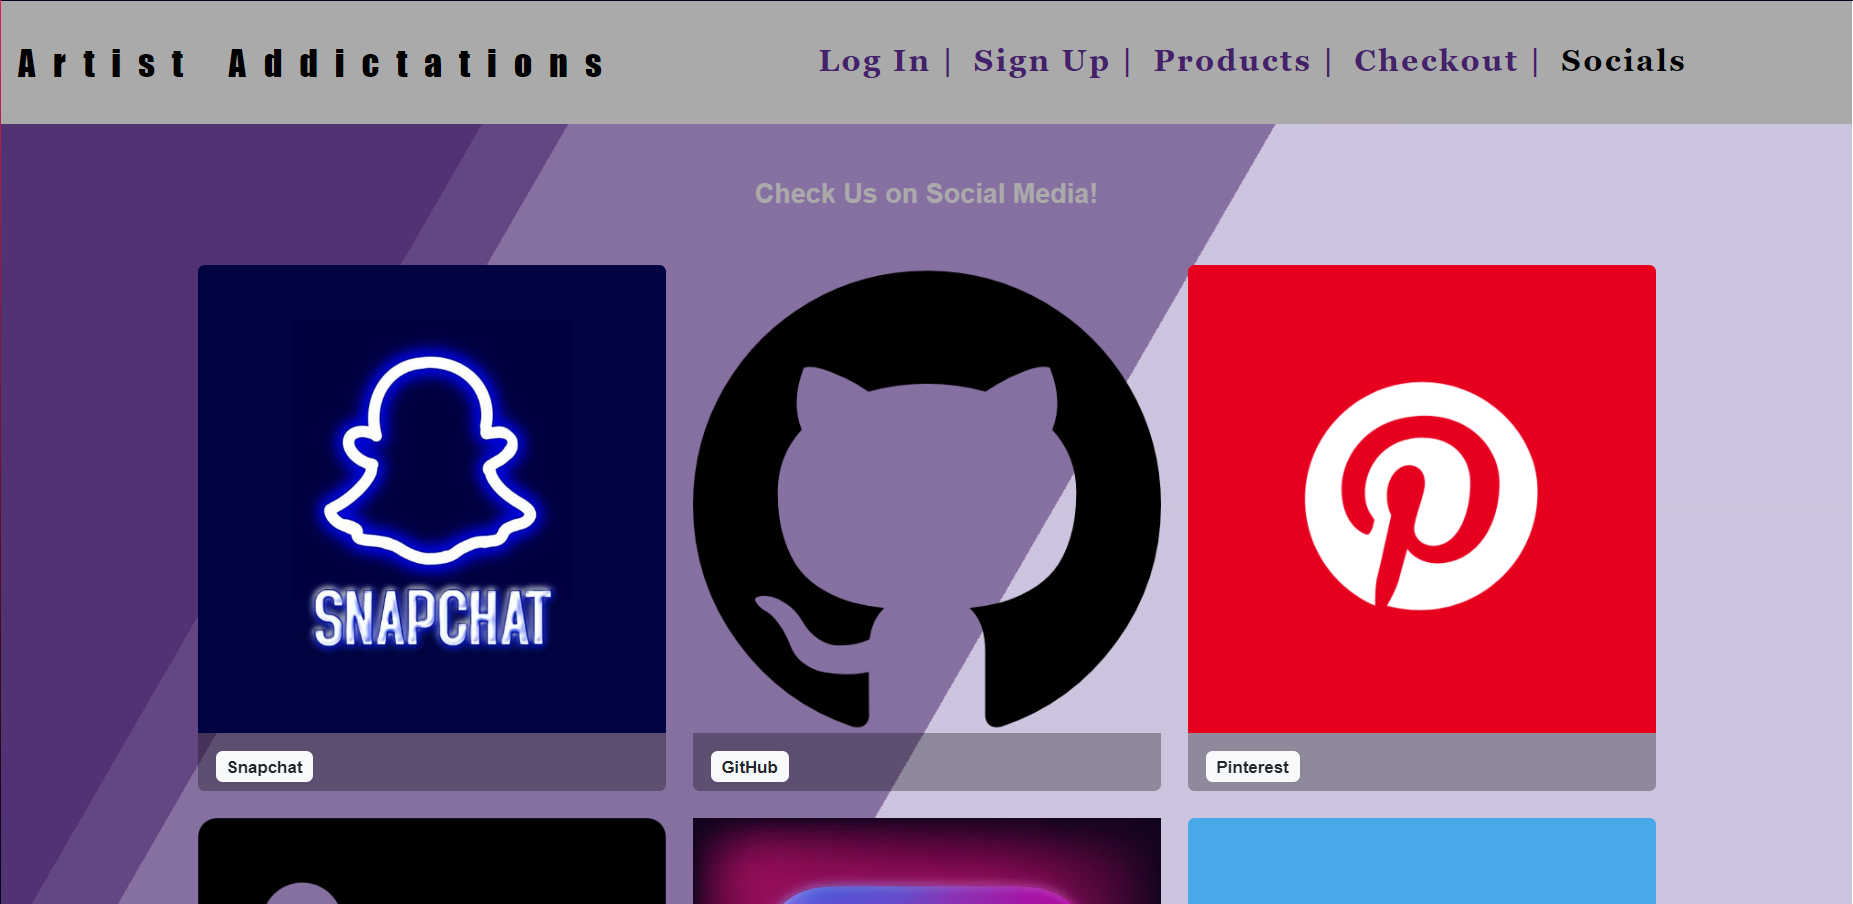 Artist Addictations
Log In | Sign Up | Products | Checkout | Socials
Check Us on Social Media!
SNAPCHAT
Snapchat
GitHub
Pinterest